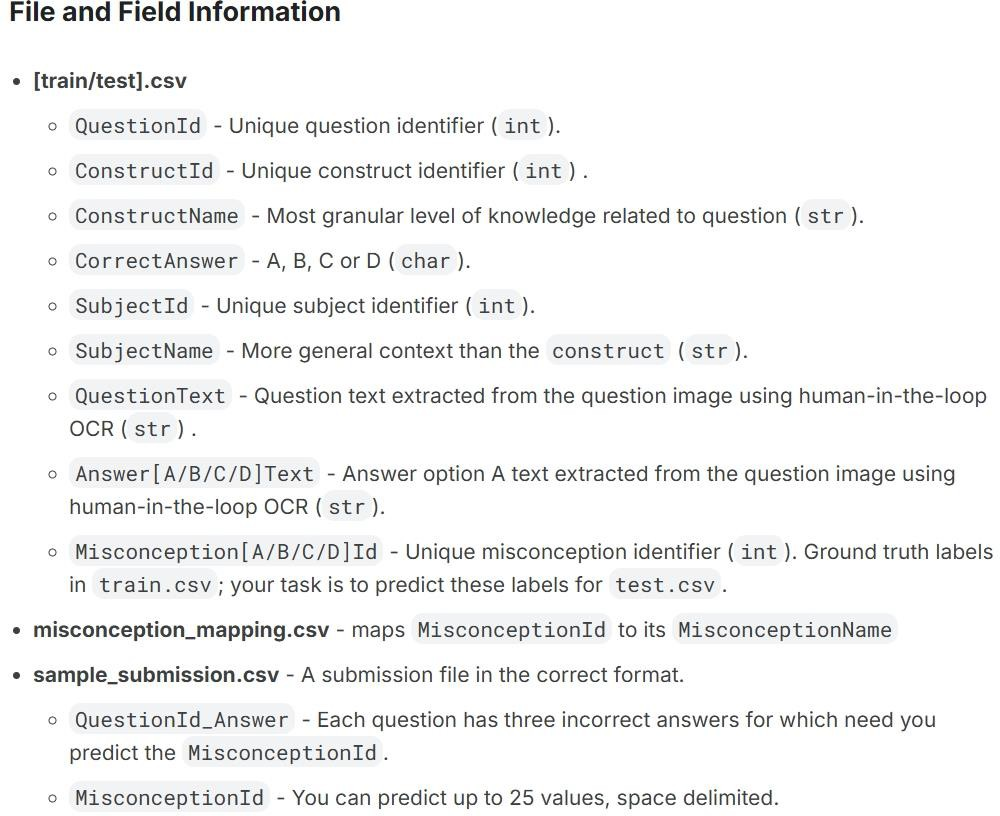 File and Field Information
[train/test].csv
QuestionId - Unique question identifier ( int ).
ConstructId - Unique construct identifier ( int ) .
ConstructName - Most granular level of knowledge related to question ( str ).
CorrectAnswer - A, B, C or D ( char ).
SubjectId - Unique subject identifier ( int ).
SubjectName - More general context than the construct ( str ).
QuestionText - Question text extracted from the question image using human-in-the-loop
OCR ( str ) .
Answer[A/B/C/D]Text - Answer option A text extracted from the question image using
human-in-the-loop OCR ( str ).
Misconception[A/B/C/D]Id - Unique misconception identifier ( int ). Ground truth labels
in train.csv ; your task is to predict these labels for test.csv .
misconception_mapping.csv - maps MisconceptionId to its MisconceptionName
sample_submission.csv - A submission file in the correct format.
QuestionId_Answer - Each question has three incorrect answers for which need you
predict the MisconceptionId .
MisconceptionId - You can predict up to 25 values, space delimited.